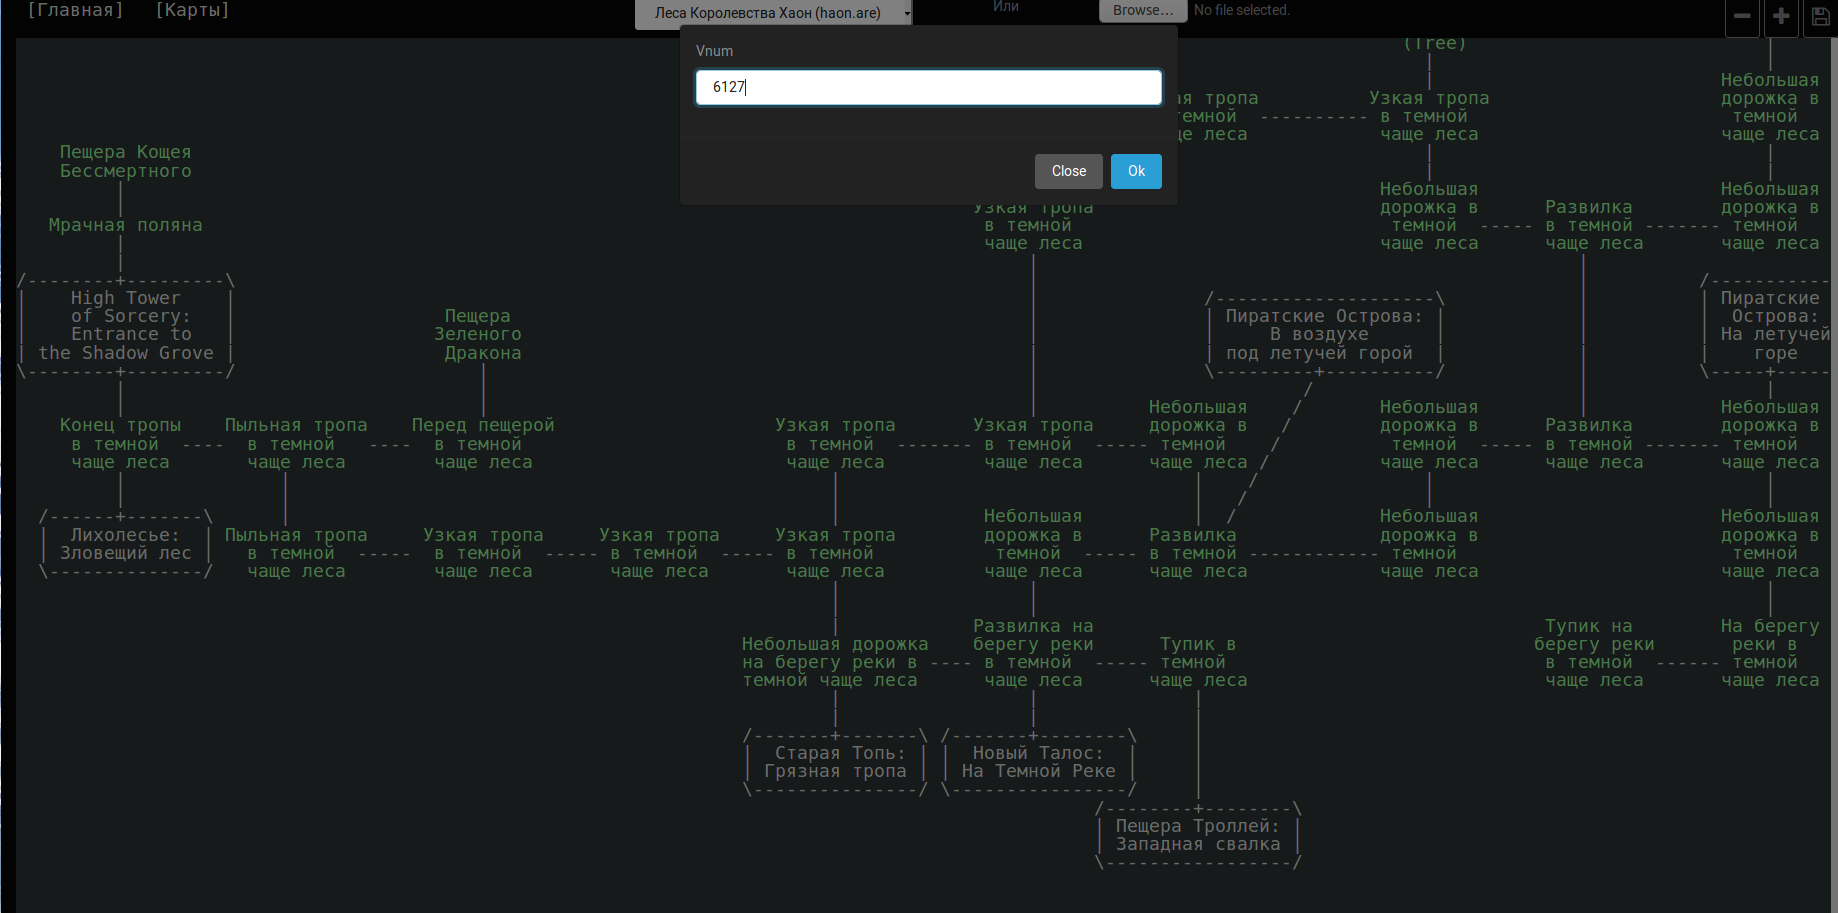 [Главная] [Карты]
Леса Королевства Хаон (haon.are)
Или
Browse...
No file selected.
Vnum
6127
Close
Ok
(Tree)
Небольшая
дорожка в
темной
чаще леса
ая тропа
темной
ще леса
Узкая тропа
в темной
чаще леса
Пещера Кощея
Бессмертного
Мрачная поляна
Узкая тропа
в темной
чаще леса
Небольшая
дорожка в
темной
чаще леса
Развилка
в темной
чаще леса
Небольшая
дорожка в
темной
чаще леса
High Tower
of Sorcery:
Entrance to
the Shadow Grove
Пещера
Зеленого
Дракона
Пиратские Острова:
В воздухе
под летучей горой
Пиратские
Острова:
На летучей
горе
Конец тропы
в темной
чаще леса
Пыльная тропа
в темной
чаще леса
Перед пещерой
в темной
чаще леса
Узкая тропа
в темной
чаще леса
Узкая тропа
в темной
чаще леса
Небольшая
дорожка в
темной
чаще леса
Небольшая
дорожка в
темной
чаще леса
Развилка
в темной
чаще леса
Небольшая
дорожка в
темной
чаще леса
Лихолесье:
Зловещий лес
Пыльная тропа
в темной
чаще леса
Узкая тропа
в темной
чаще леса
Узкая тропа
в темной
чаще леса
Узкая тропа
в темной
чаще леса
Небольшая
дорожка в
темной
чаще леса
Развилка
в темной
чаще леса
Небольшая
дорожка в
темной
чаще леса
Небольшая
дорожка в
темной
чаще леса
Небольшая дорожка
на берегу реки в
темной чаще леса
Развилка на
берегу реки
в темной
чаще леса
Тупик в
темной
чаще леса
Тупик на
берегу реки
в темной
чаще леса
На берегу
реки в
темной
чаще леса
Старая Топь:
Грязная тропа
Новый Талос:
На Темной Реке
Пещера Троллей:
Западная свалка